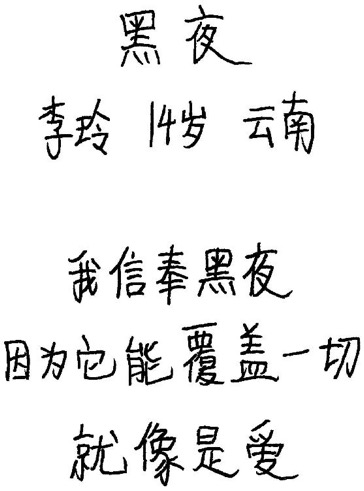 黑夜
李玲 14岁 云南
我信奉黑夜
因为它能覆盖一切
就像是爱